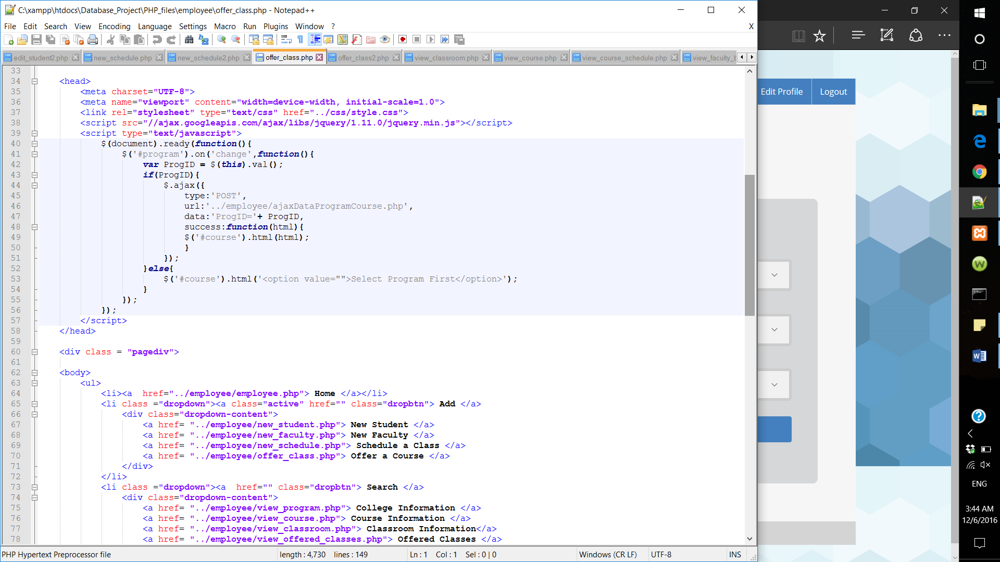 C:\xampp\htdocs\Database_Project\PHP_files\employee\offer_class.php - Notepad++
File Edit Search View Encoding Language Settings Macro Run Plugins Window ? X
edit_student2.php new_schedule.php new_schedule2.php offer_class.php offer_class2.php view_classroom.php view_course.php view_course_schedule.php view_faculty_b
33
34 <head>
35 <meta charset="UTF-8">
36 <meta name="viewport" content="width=device-width, initial-scale=1.0">
37 <link rel="stylesheet" type="text/css" href="../css/style.css">
38 <script src="//ajax.googleapis.com/ajax/libs/jquery/1.11.0/jquery.min.js"></script>
39 <script type="text/javascript">
40 $(document).ready(function(){
41 $('#program').on('change',function(){
42 var ProgID = $(this).val();
43 if(ProgID){
44 $.ajax({
45 type:'POST',
46 url:'../employee/ajaxDataProgramCourse.php',
47 data:'ProgID='+ ProgID,
48 success:function(html){
49 $('#course').html(html);
50 }
51 });
52 }else{
53 $('#course').html('<option value="">Select Program First</option>');
54 }
55 });
56 });
57 </script>
58 </head>
59
60 <div class = "pagediv">
61
62 <body>
63 <ul>
64 <li><a  href="../employee/employee.php"> Home </a></li>
65 <li class ="dropdown"><a class="active" href="" class="dropbtn"> Add </a>
66 <div class="dropdown-content">
67 <a href= "../employee/new_student.php"> New Student </a>
68 <a href= "../employee/new_faculty.php"> New Faculty </a>
69 <a href= "../employee/new_schedule.php"> Schedule a Class </a>
70 <a href= "../employee/offer_class.php"> Offer a Course </a>
71 </div>
72 </li>
73 <li class ="dropdown"><a  href="" class="dropbtn"> Search </a>
74 <div class="dropdown-content">
75 <a href= "../employee/view_program.php"> College Information </a>
76 <a href= "../employee/view_course.php"> Course Information </a>
77 <a href= "../employee/view_classroom.php"> Classroom Information</a>
78 <a href= "../employee/view_offered_classes.php"> Offered Classes </a>
PHP Hypertext Preprocessor file length : 4,730 lines : 149 Ln : 1 Col : 1 Sel : 0 | 0 Windows (CR LF) UTF-8 INS
Edit Profile Logout
ENG
3:44 AM
12/6/2016